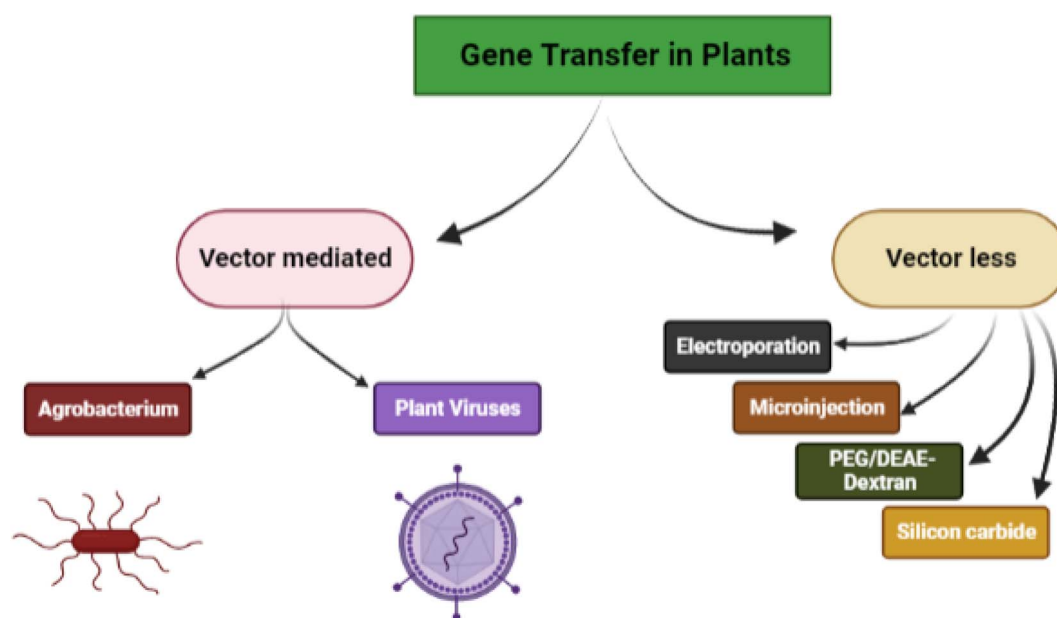 Gene Transfer in Plants
Vector mediated
Vector less
Electroporation
Agrobacterium
Plant Viruses
Microinjection
PEG/DEAE-
Dextran
Silicon carbide